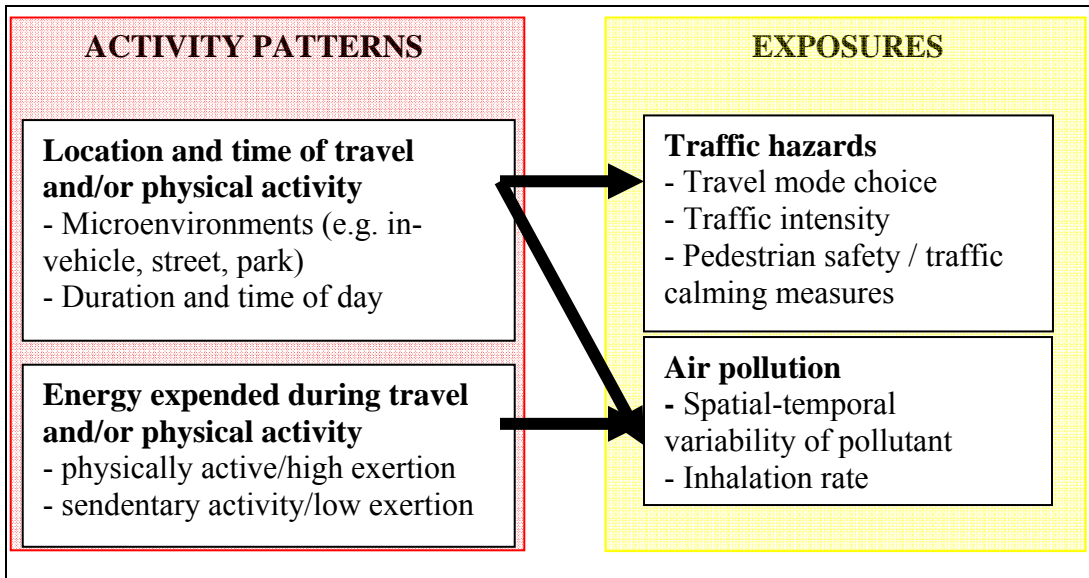 ACTIVITY PATTERNS
Location and time of travel
and/or physical activity
- Microenvironments (e.g. in-
vehicle, street, park)
- Duration and time of day
Energy expended during travel
and/or physical activity
- physically active/high exertion
- sendentary activity/low exertion
EXPOSURES
Traffic hazards
- Travel mode choice
- Traffic intensity
- Pedestrian safety / traffic
calming measures
Air pollution
- Spatial-temporal
variability of pollutant
- Inhalation rate